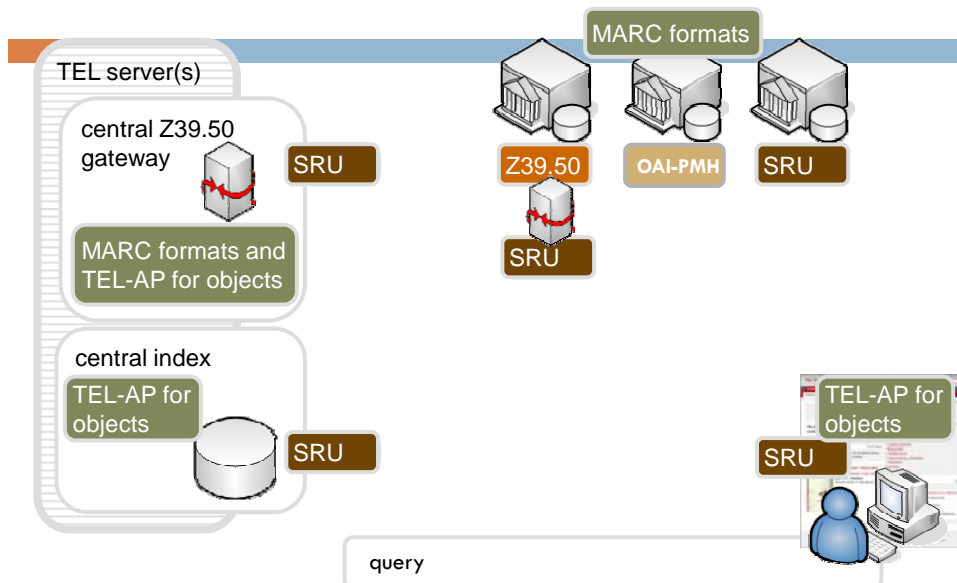 MARC formats
TEL server(s)
central Z39.50
gateway
SRU
MARC formats and
TEL-AP for objects
Z39.50
OAI-PMH
SRU
SRU
central index
TEL-AP for
objects
SRU
TEL-AP for
objects
SRU
query